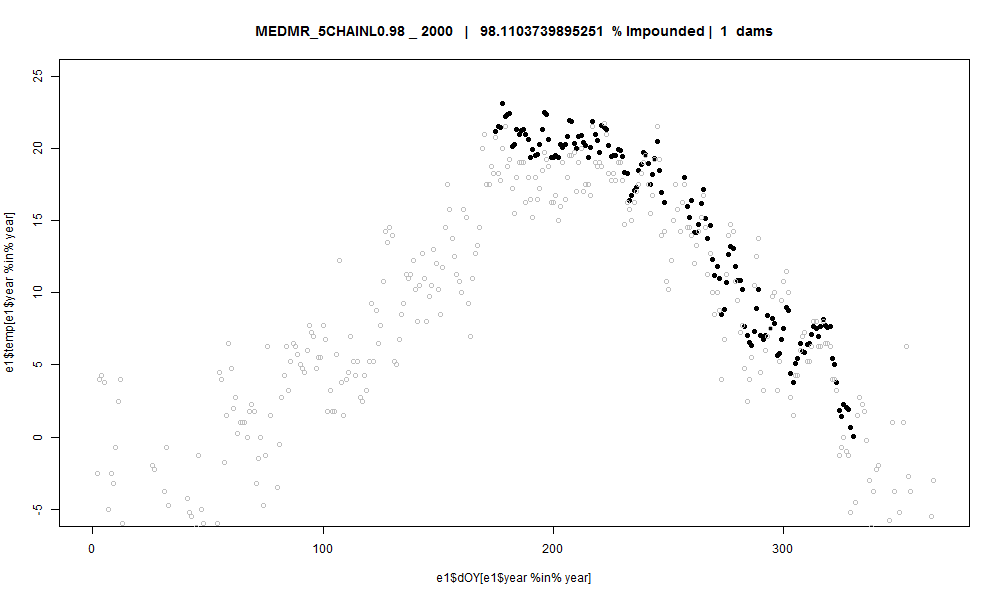 MEDMR_5CHAINL0.98 _ 2000 | 98.1103739895251 % Impounded | 1 dams
e1$temp[e1$year %in% year]
25
20
15
10
5
0
-5
0 100 200 300
e1$dOY[e1$year %in% year]